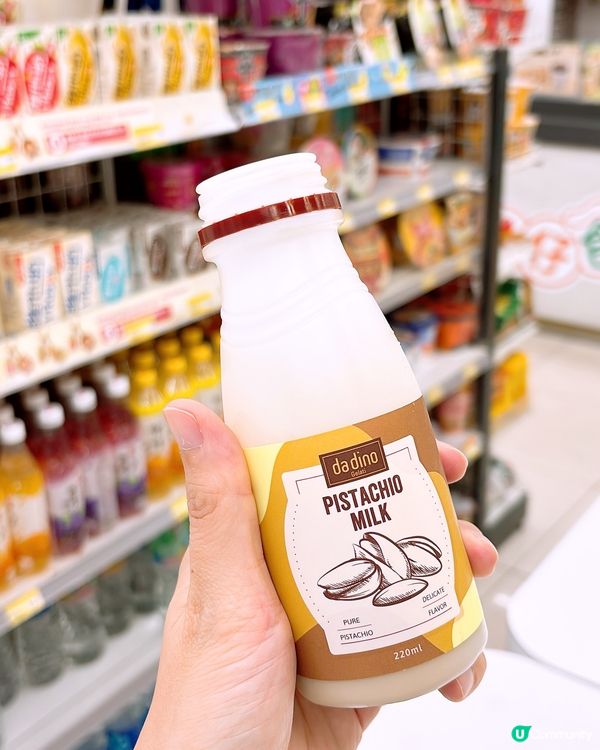 da dino
Gelati
PISTACHIO
MILK
PURE
PISTACHIO
DELICATE
FLAVOR
220ml
U Community